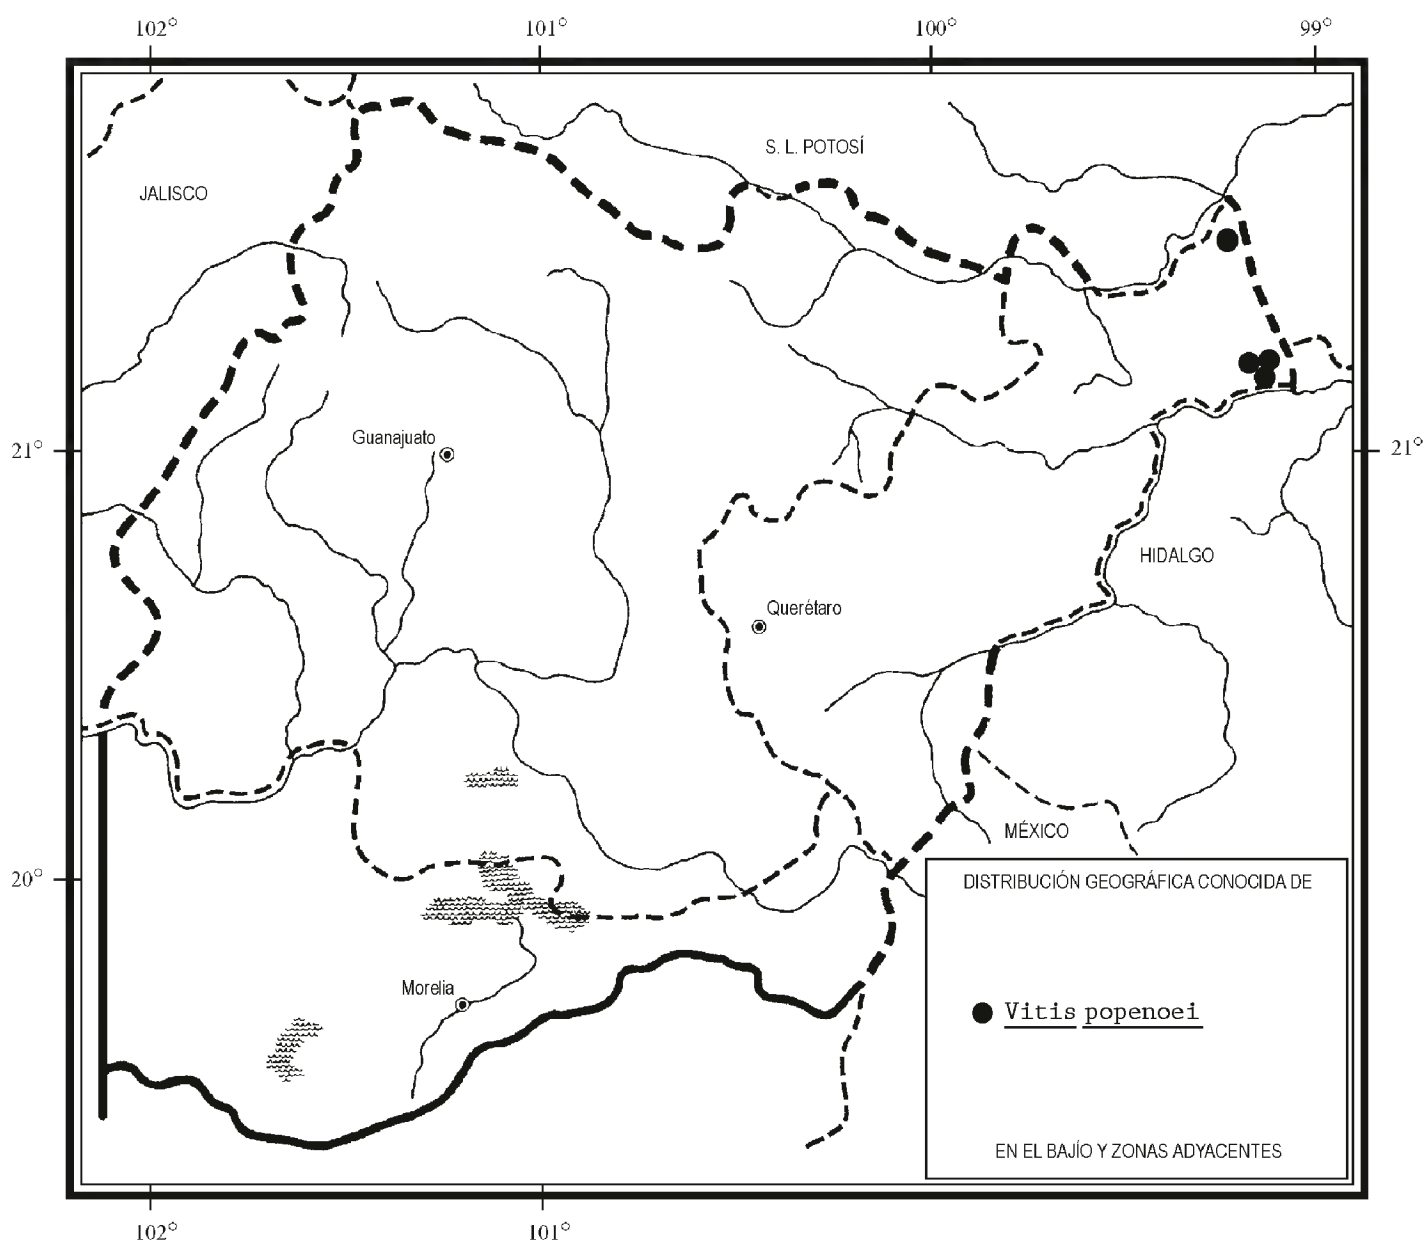 102° 101° 100° 99°
S. L. POTOSÍ
JALISCO
Guanajuato
21° 21°
HIDALGO
Querétaro
MÉXICO
20°
DISTRIBUCIÓN GEOGRÁFICA CONOCIDA DE
Morelia
Vitis popenoei
EN EL BAJÍO Y ZONAS ADYACENTES
102° 101°